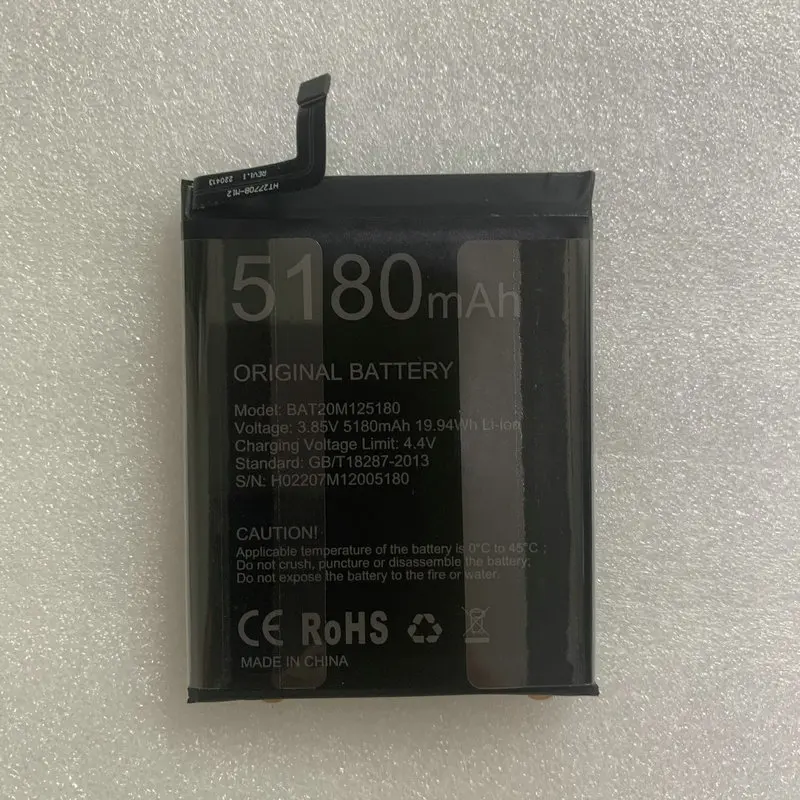 HT2770B-M12
REV1.1 220413
5180mAh
ORIGINAL BATTERY
Model: BAT20M125180
Voltage: 3.85V 5180mAh 19.94Wh Li-Ion
Charging Voltage Limit: 4.4V
Standard: GB/T18287-2013
S/N: H02207M12005180
CAUTION!
Applicable temperature of the battery is 0°C to 45°C ;
Do not crush, puncture or disassemble the battery;
Do not expose the battery to the fire or water.
CE RoHS
MADE IN CHINA